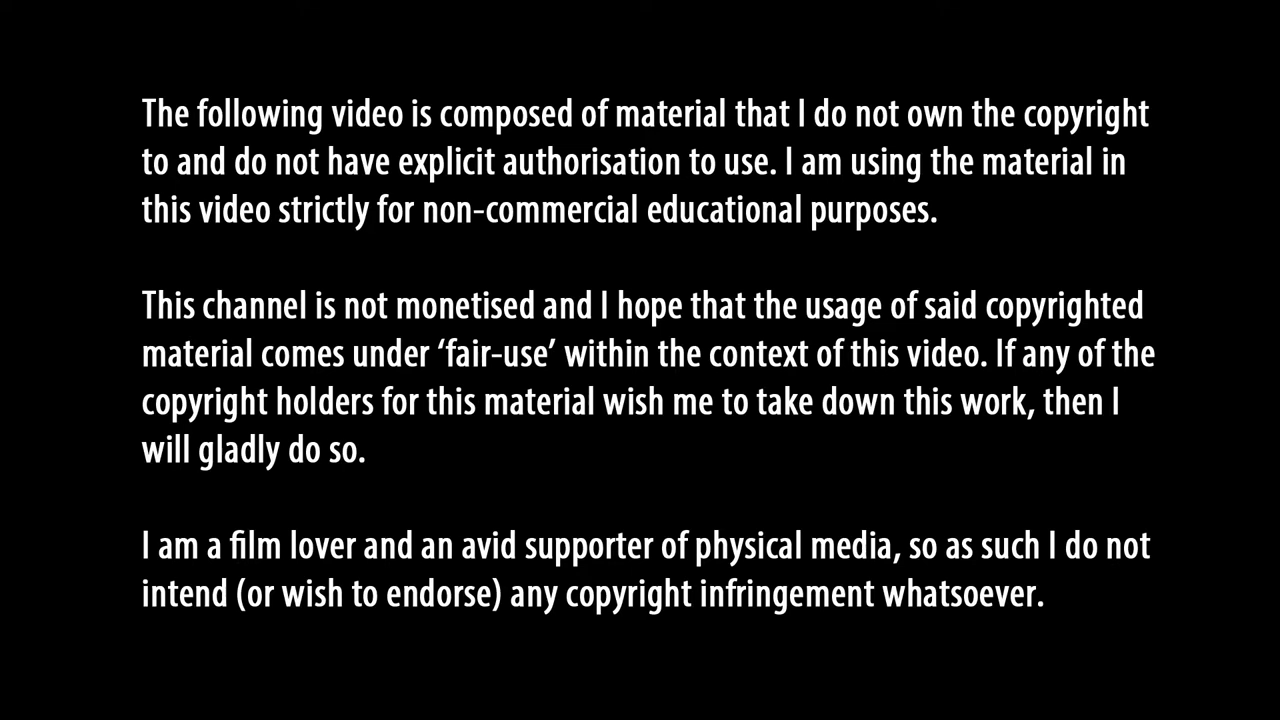 The following video is composed of material that I do not own the copyright
to and do not have explicit authorisation to use. I am using the material in
this video strictly for non-commercial educational purposes.
This channel is not monetised and I hope that the usage of said copyrighted
material comes under ‘fair-use’ within the context of this video. If any of the
copyright holders for this material wish me to take down this work, then I
will gladly do so.
I am a film lover and an avid supporter of physical media, so as such I do not
intend (or wish to endorse) any copyright infringement whatsoever.